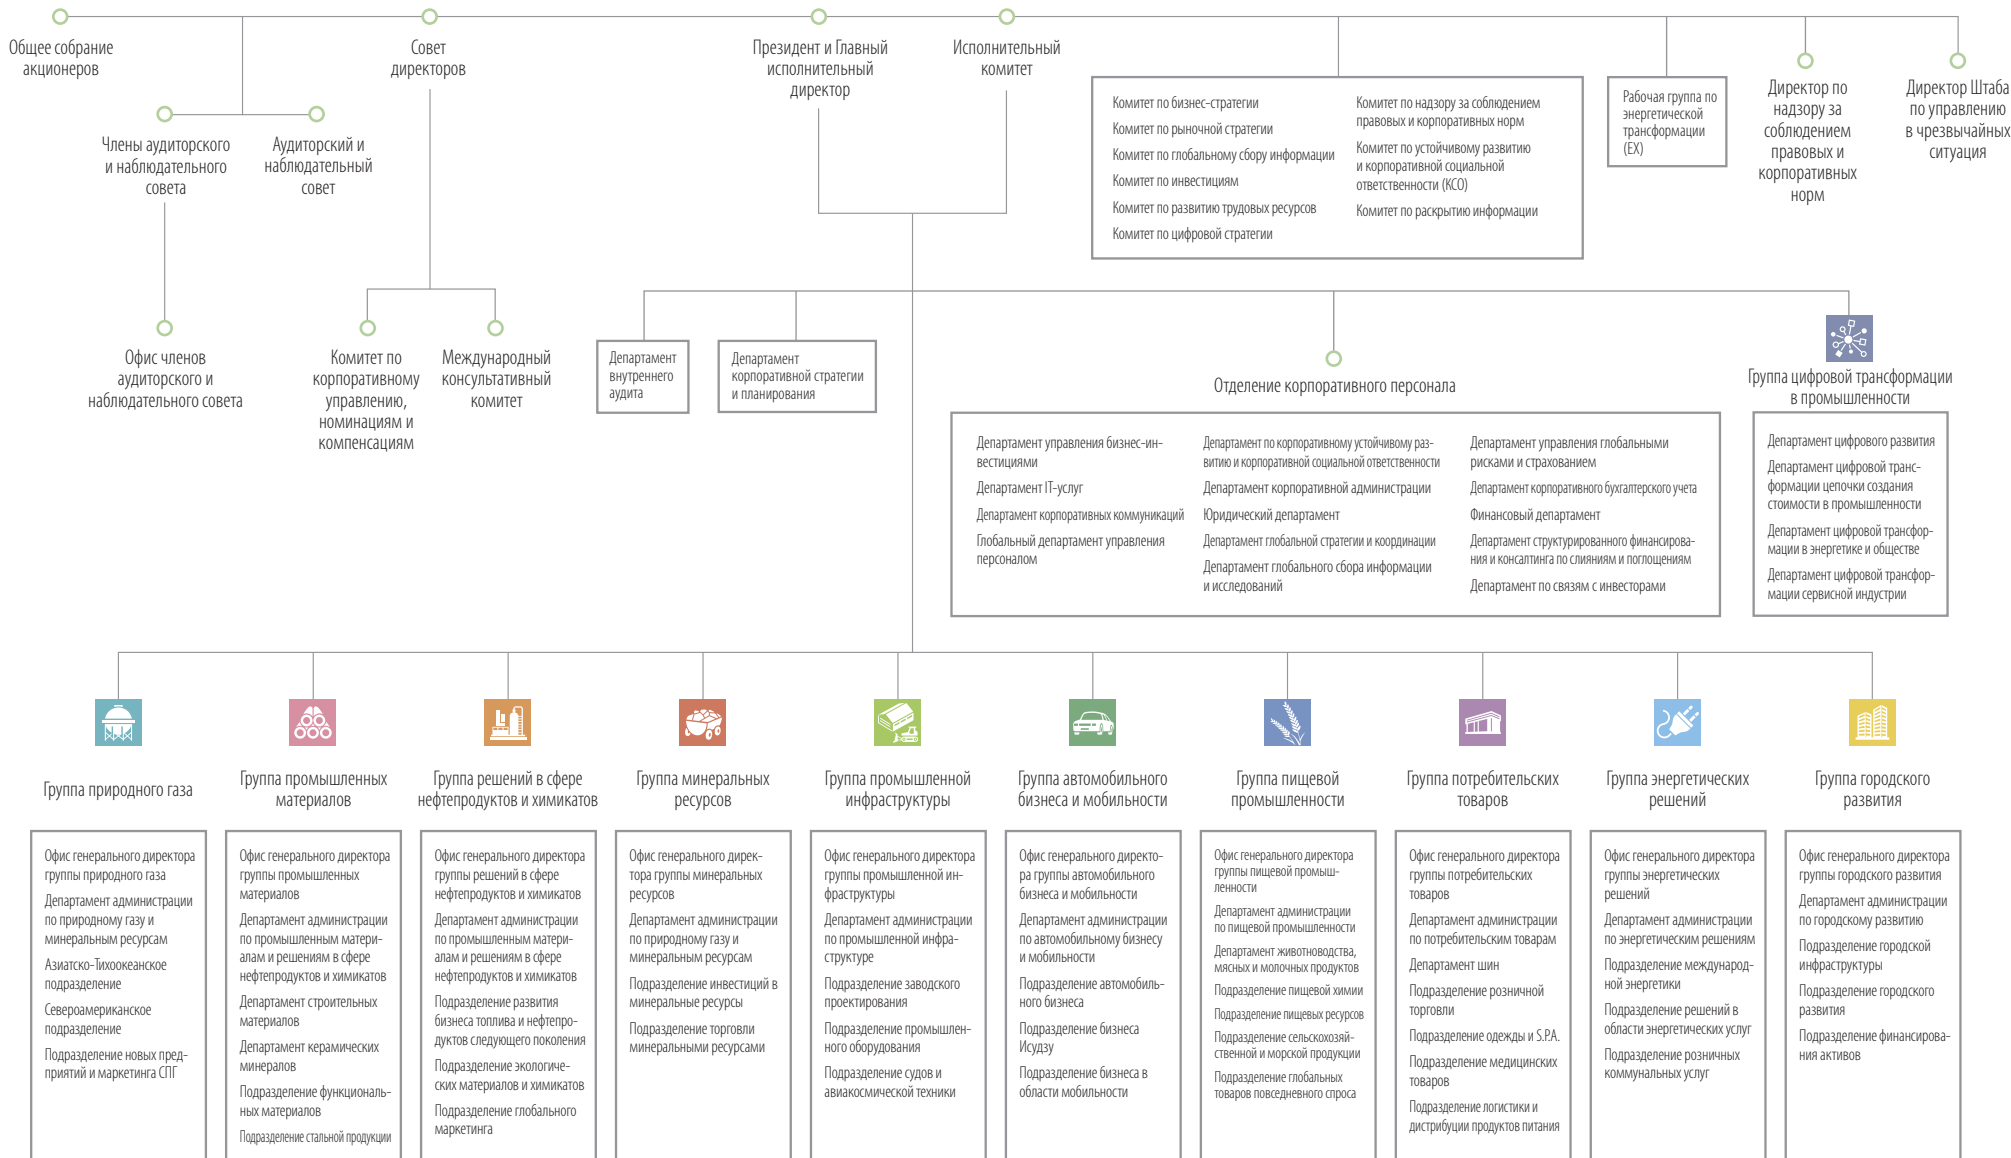 Общее собрание
акционеров
Совет
директоров
Президент и Главный
исполнительный
директор
Исполнительный
комитет
Члены аудиторского
и наблюдательного
совета
Аудиторский и
наблюдательный
совет
Комитет по бизнес-стратегии
Комитет по рыночной стратегии
Комитет по глобальному сбору информации
Комитет по инвестициям
Комитет по развитию трудовых ресурсов
Комитет по цифровой стратегии
Комитет по надзору за соблюдением
правовых и корпоративных норм
Комитет по устойчивому развитию
и корпоративной социальной
ответственности (КСО)
Комитет по раскрытию информации
Рабочая группа по
энергетической
трансформации
(EX)
Директор по
надзору за
соблюдением
правовых и
корпоративных
норм
Директор Штаба
по управлению
в чрезвычайных
ситуация
Офис членов
аудиторского и
наблюдательного совета
Комитет по
корпоративному
управлению,
номинациям и
компенсациям
Международный
консультативный
комитет
Департамент
внутреннего
аудита
Департамент
корпоративной стратегии
и планирования
Отделение корпоративного персонала
Департамент управления бизнес-ин-
вестициями
Департамент IT-услуг
Департамент корпоративных коммуникаций
Глобальный департамент управления
персоналом
Департамент по корпоративному устойчивому раз-
витию и корпоративной социальной ответственности
Департамент корпоративной администрации
Юридический департамент
Департамент глобальной стратегии и координации
Департамент глобального сбора информации
и исследований
Департамент управления глобальными
рисками и страхованием
Департамент корпоративного бухгалтерского учета
Финансовый департамент
Департамент структурированного финансирова-
ния и консалтинга по слияниям и поглощениям
Департамент по связям с инвесторами
Группа цифровой трансформации
в промышленности
Департамент цифрового развития
Департамент цифровой транс-
формации цепочки создания
стоимости в промышленности
Департамент цифровой трансфор-
мации в энергетике и обществе
Департамент цифровой трансфор-
мации сервисной индустрии
Группа природного газа
Офис генерального директора
группы природного газа
Департамент администрации
по природному газу и
минеральным ресурсам
Азиатско-Тихоокеанское
подразделение
Североамериканское
подразделение
Подразделение новых пред-
приятий и маркетинга СПГ
Группа промышленных
материалов
Офис генерального директора
группы промышленных
материалов
Департамент администрации
по промышленным матери-
алам и решениям в сфере
нефтепродуктов и химикатов
Департамент строительных
материалов
Департамент керамических
минералов
Подразделение функциональ-
ных материалов
Подразделение стальной продукции
Группа решений в сфере
нефтепродуктов и химикатов
Офис генерального директора
группы решений в сфере
нефтепродуктов и химикатов
Департамент администрации
по промышленным матери-
алам и решениям в сфере
нефтепродуктов и химикатов
Подразделение развития
бизнеса топлива и нефтепро-
дуктов следующего поколения
Подразделение экологиче-
ских материалов и химикатов
Подразделение глобального
маркетинга
Группа минеральных
ресурсов
Офис генерального дирек-
тора группы минеральных
ресурсов
Департамент администрации
по природному газу и
минеральным ресурсам
Подразделение инвестиций в
минеральные ресурсы
Подразделение торговли
минеральными ресурсами
Группа промышленной
инфраструктуры
Офис генерального директора
группы промышленной ин-
фраструктуры
Департамент администрации
по промышленной инфра-
структуре
Подразделение заводского
проектирования
Подразделение промышлен-
ного оборудования
Подразделение судов и
авиакосмической техники
Группа автомобильного
бизнеса и мобильности
Офис генерального директо-
ра группы автомобильного
бизнеса и мобильности
Департамент администрации
по автомобильному бизнесу
и мобильности
Подразделение автомобиль-
ного бизнеса
Подразделение бизнеса
Исудзу
Подразделение бизнеса в
области мобильности
Группа пищевой
промышленности
Офис генерального директора
группы пищевой промыш-
ленности
Департамент администрации
по пищевой промышленности
Департамент животноводства,
мясных и молочных продуктов
Подразделение пищевой химии
Подразделение пищевых ресурсов
Подразделение сельскохозяй-
ственной и морской продукции
Подразделение глобальных
товаров повседневного спроса
Группа потребительских
товаров
Офис генерального директора
группы потребительских
товаров
Департамент администрации
по потребительским товарам
Департамент шин
Подразделение розничной
торговли
Подразделение одежды и S.P.A.
Подразделение медицинских
товаров
Подразделение логистики и
дистрибуции продуктов питания
Группа энергетических
решений
Офис генерального директора
группы энергетических
решений
Департамент администрации
по энергетическим решениям
Подразделение международ-
ной энергетики
Подразделение решений в
области энергетических услуг
Подразделение розничных
коммунальных услуг
Группа городского
развития
Офис генерального директора
группы городского развития
Департамент администрации
по городскому развитию
Подразделение городской
инфраструктуры
Подразделение городского
развития
Подразделение финансирова-
ния активов